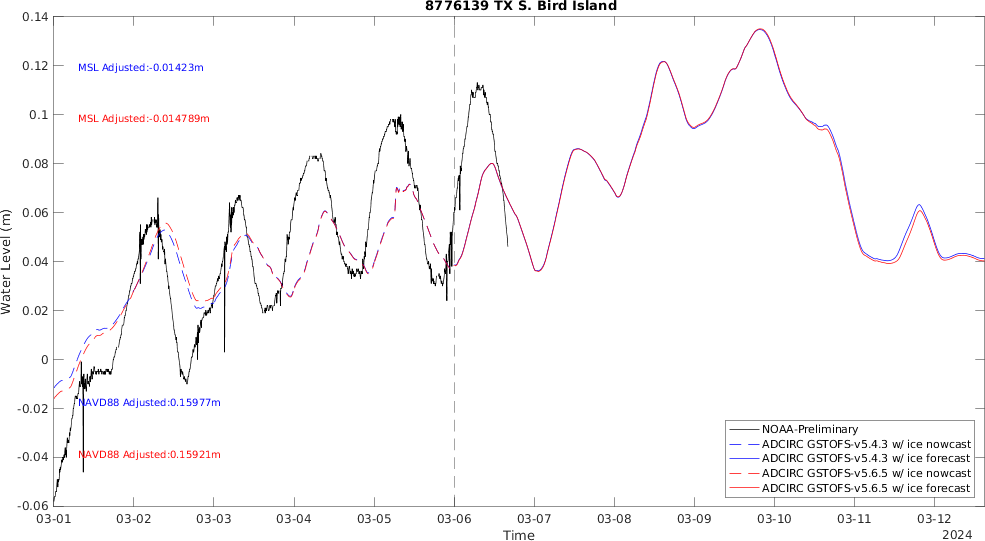 8776139 TX S. Bird Island
0.14
0.12
0.1
0.08
0.06
0.04
0.02
0
-0.02
-0.04
-0.06
Water Level (m)
MSL Adjusted:-0.01423m
MSL Adjusted:-0.014789m
NAVD88 Adjusted:0.15977m
NAVD88 Adjusted:0.15921m
NOAA-Preliminary
ADCIRC GSTOFS-v5.4.3 w/ ice nowcast
ADCIRC GSTOFS-v5.4.3 w/ ice forecast
ADCIRC GSTOFS-v5.6.5 w/ ice nowcast
ADCIRC GSTOFS-v5.6.5 w/ ice forecast
03-01 03-02 03-03 03-04 03-05 03-06 03-07 03-08 03-09 03-10 03-11 03-12
Time
2024